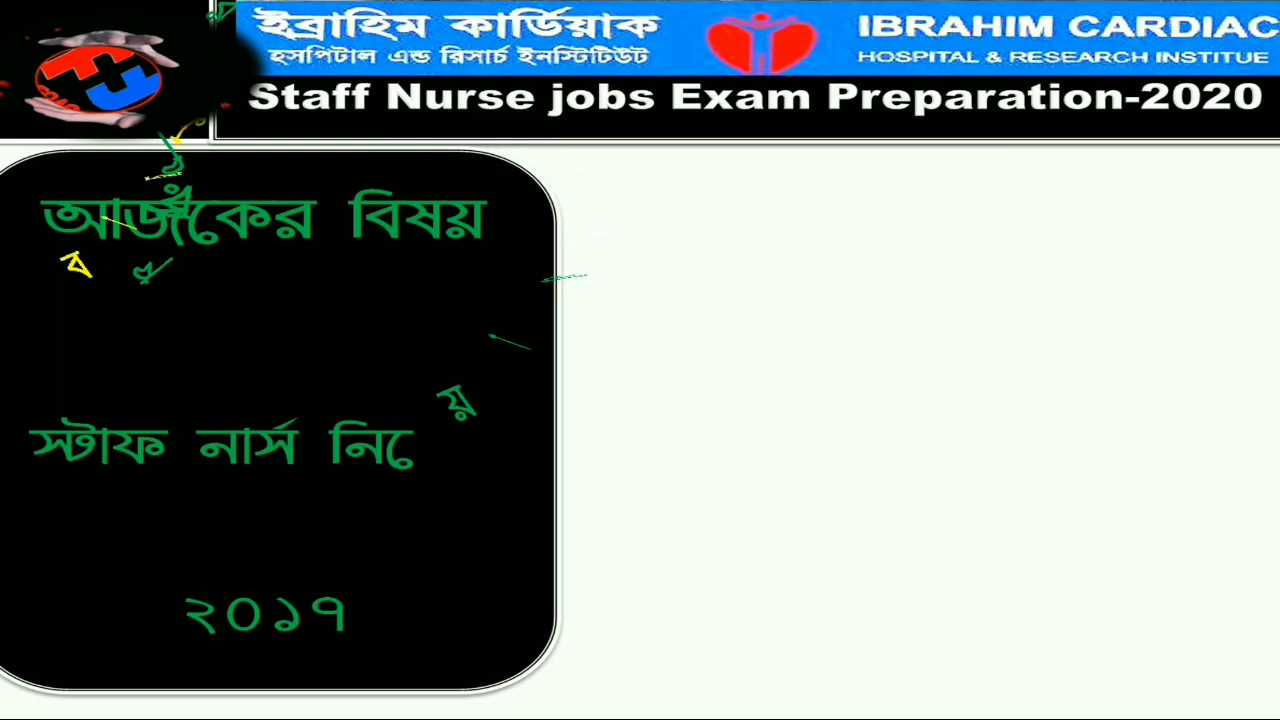 ইব্রাহিম কার্ডিয়াক
হসপিটাল এন্ড রিসার্চ ইনস্টিটিউট
IBRAHIM CARDIAC
HOSPITAL & RESEARCH INSTITUE
Staff Nurse jobs Exam Preparation-2020
আজকের বিষয়
স্টাফ নার্স নিে
২০১৭